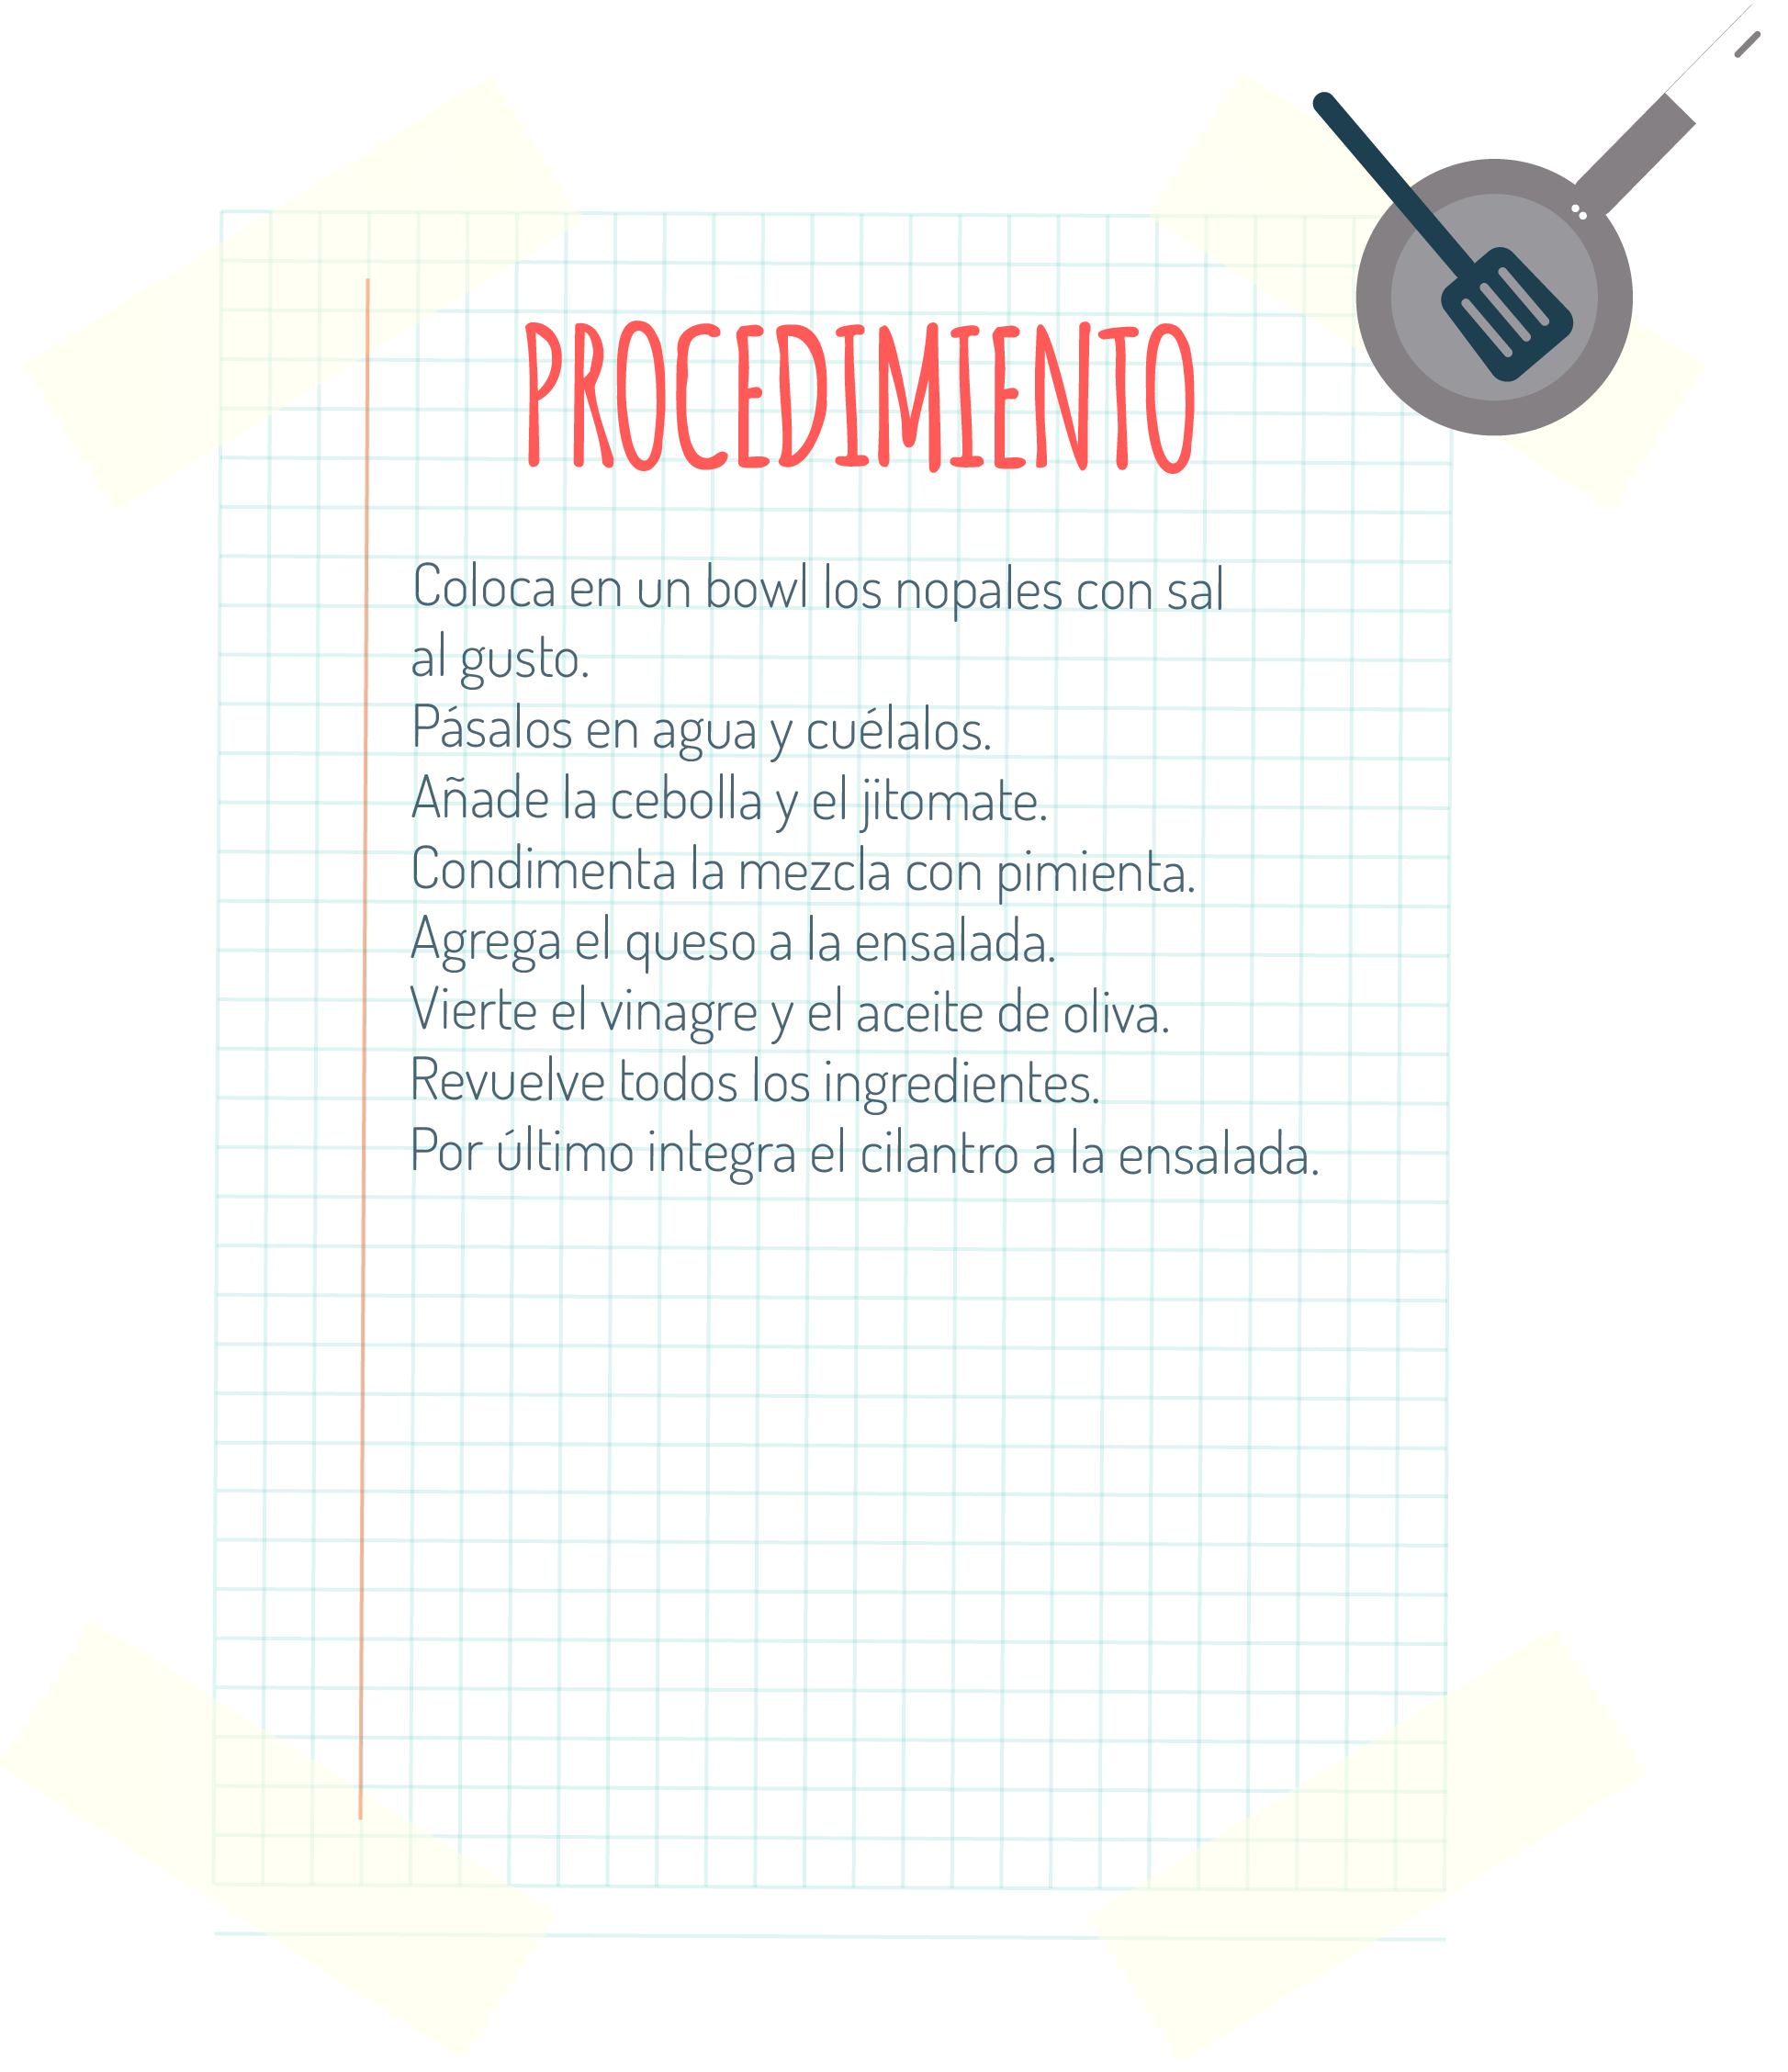 PROCEDIMIENTO
Coloca en un bowl los nopales con sal
al gusto.
Pásalos en agua y cuélalos.
Añade la cebolla y el jitomate.
Condimenta la mezcla con pimienta.
Agrega el queso a la ensalada.
Vierte el vinagre y el aceite de oliva.
Revuelve todos los ingredientes.
Por último integra el cilantro a la ensalada.